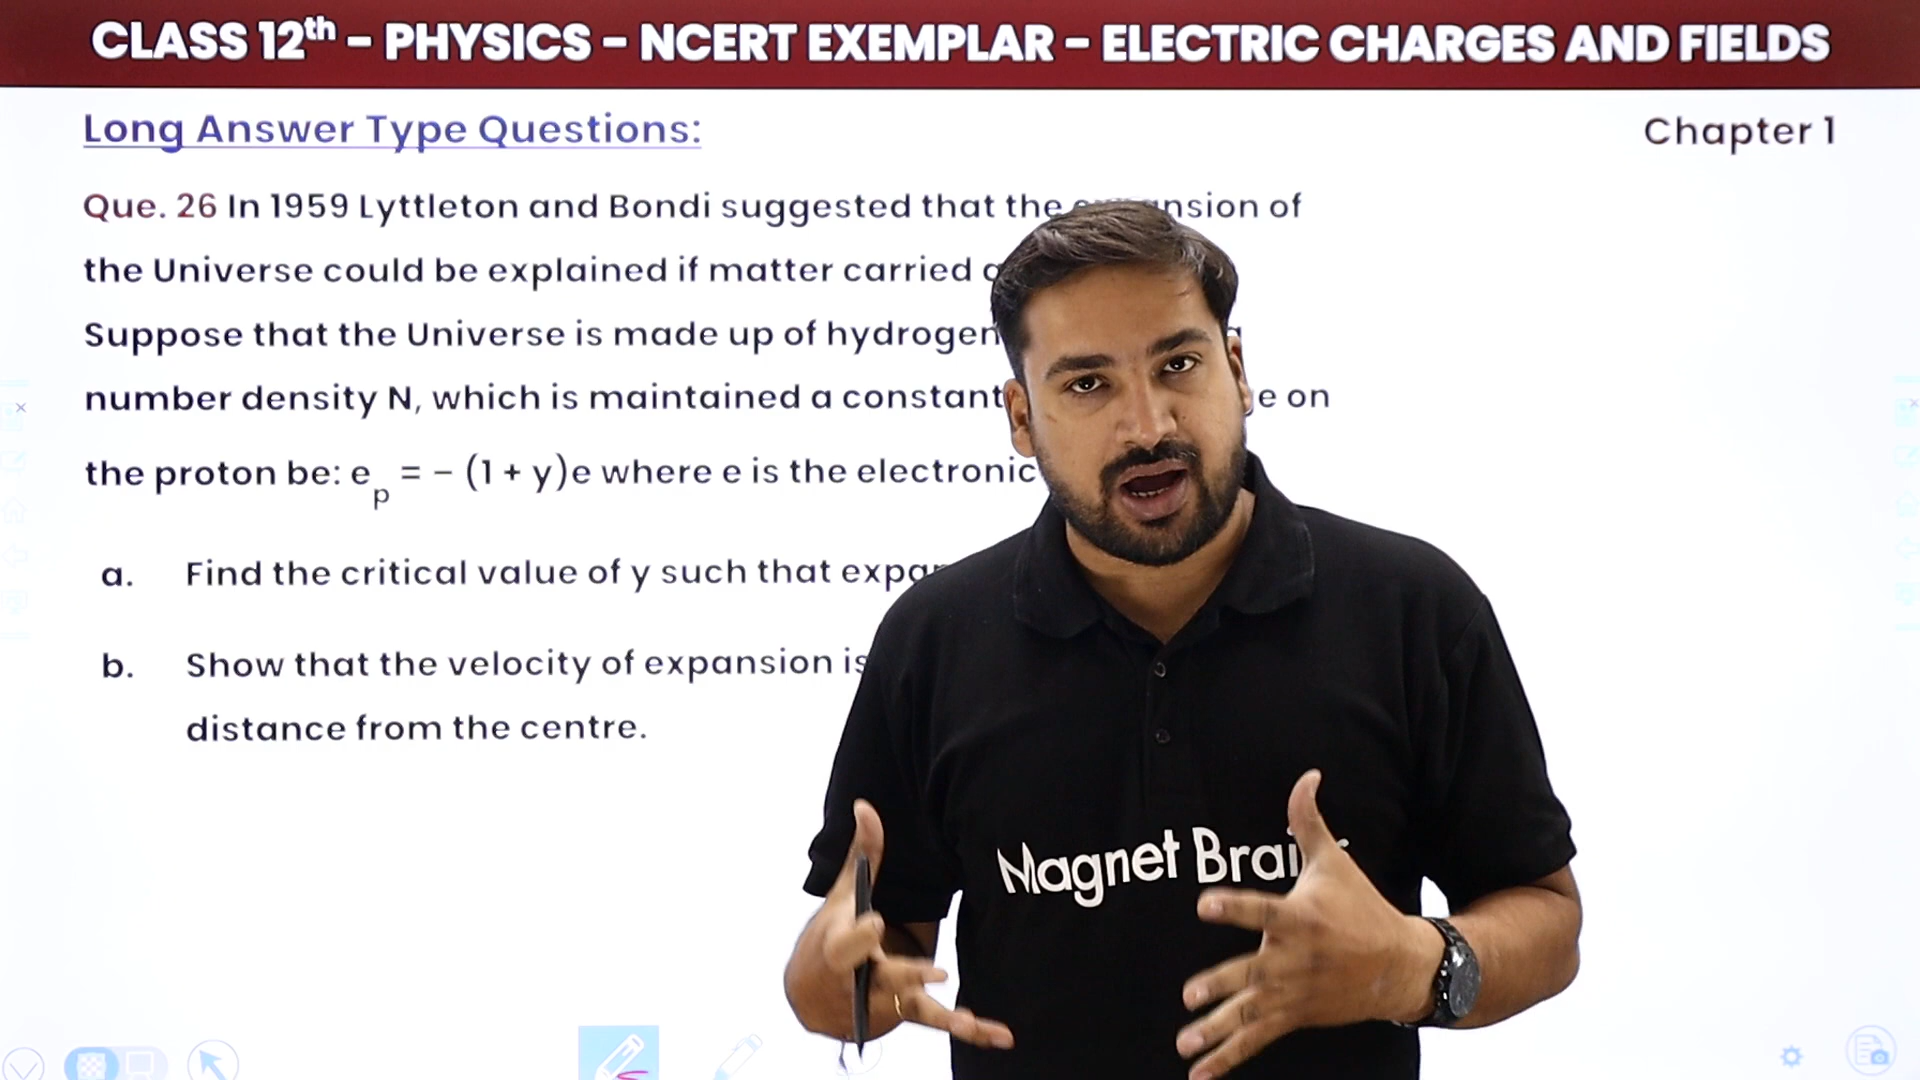 CLASS 12th - PHYSICS - NCERT EXEMPLAR - ELECTRIC CHARGES AND FIELDS
Long Answer Type Questions:
Chapter 1
Que. 26 In 1959 Lyttleton and Bondi suggested that the of
the Universe could be explained if matter carried
Suppose that the Universe is made up of hydrogen
number density N, which is maintained a constant on
the proton be: ep = – (1 + y)e where e is the electronic
a. Find the critical value of y such that
b. Show that the velocity of expansion is
distance from the centre.
Magnet